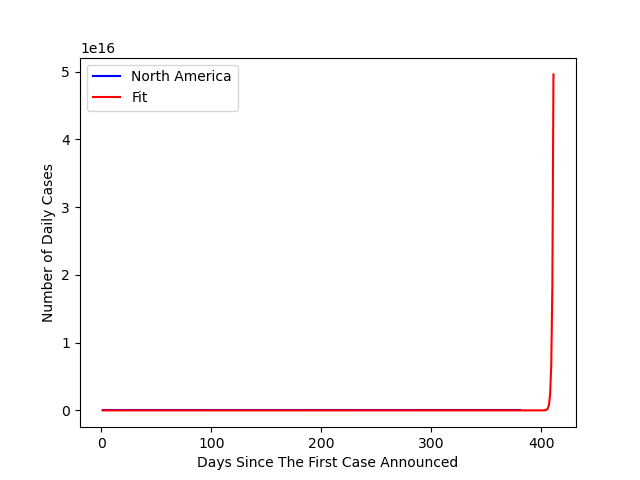 1e16
North America
Fit
5
4
3
2
1
0
Number of Daily Cases
0 100 200 300 400
Days Since The First Case Announced